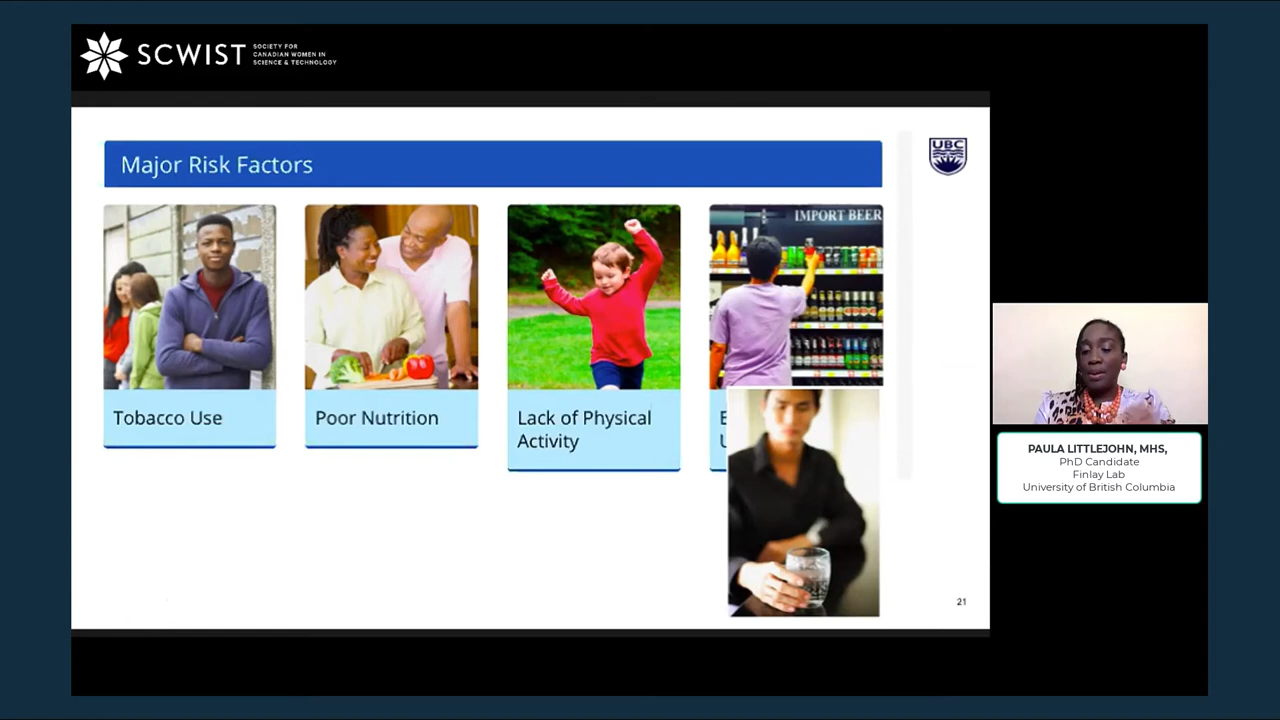 SCWIST
SOCIETY FOR
CANADIAN WOMEN IN
SCIENCE & TECHNOLOGY
Major Risk Factors
UBC
IMPORT BEER
Tobacco Use
Poor Nutrition
Lack of Physical
Activity
PAULA LITTLEJOHN, MHS,
PhD Candidate
Finlay Lab
University of British Columbia
21